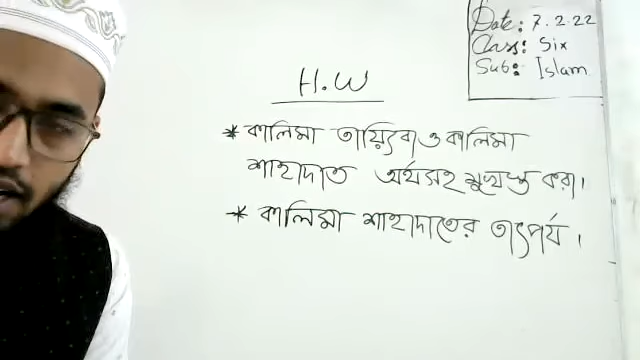 Date: 7.2.22
Class: Six
Sub: Islam
H.W
* কালিমা তায়্যিবা ও কালিমা
শাহাদাত অর্থসহ মুখস্ত করা।
* কালিমা শাহাদাতের তাৎপর্য।